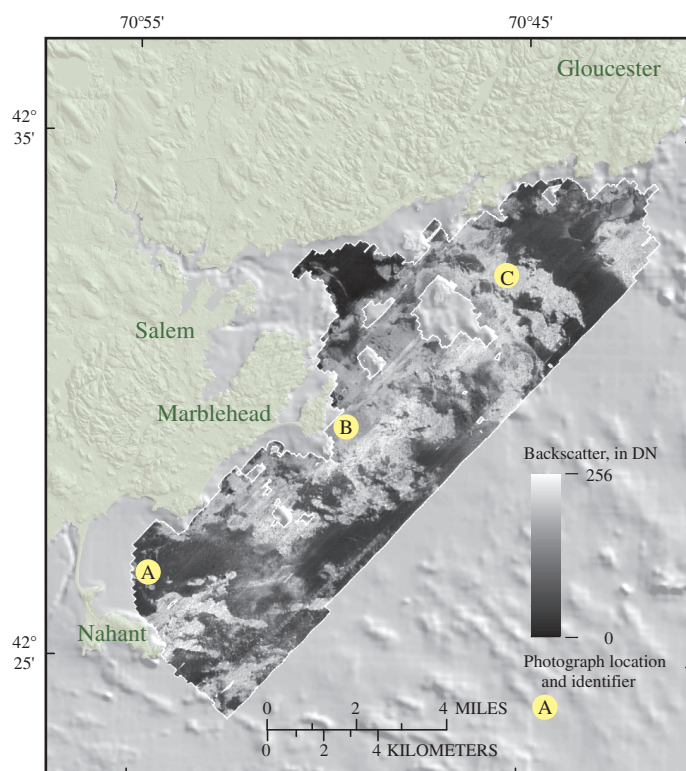 70°55' 70°45'
Gloucester
42°
35'
C
Salem
Marblehead
B
Backscatter, in DN
256
A
Nahant
0
42°
25'
Photograph location
and identifier
A
0 2 4 MILES
0 2 4 KILOMETERS